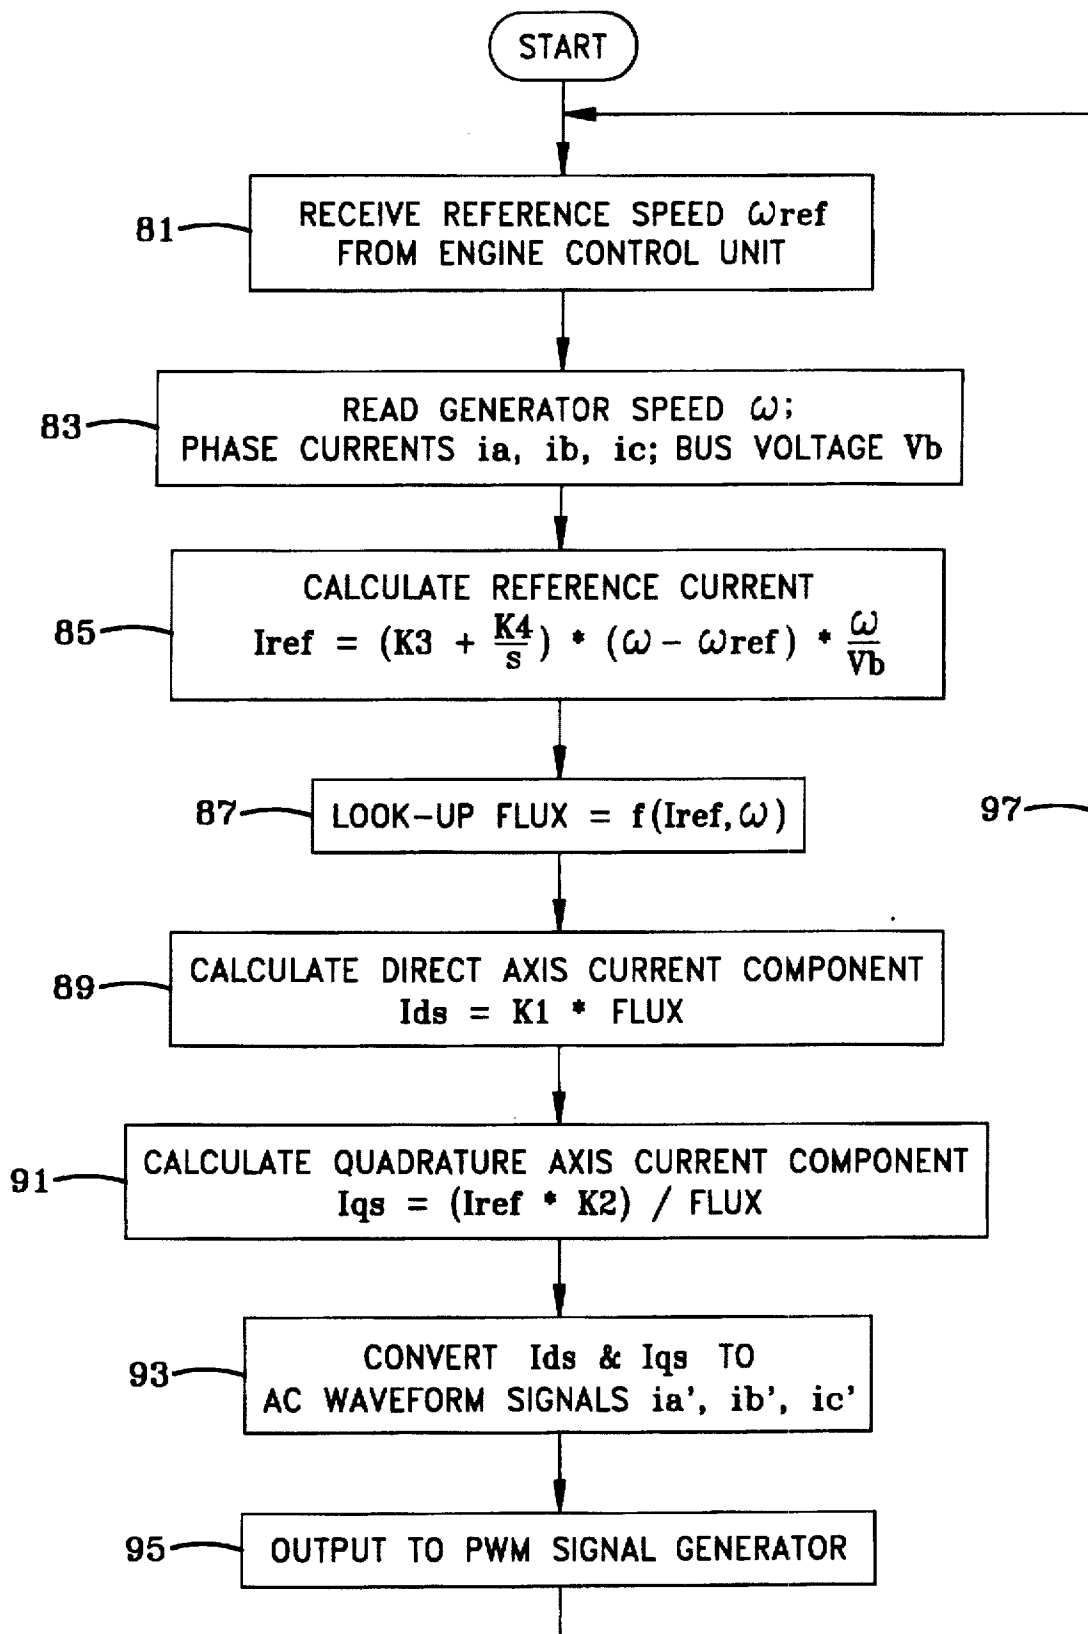 START
81
RECEIVE REFERENCE SPEED ωref
FROM ENGINE CONTROL UNIT
83
READ GENERATOR SPEED ω;
PHASE CURRENTS ia, ib, ic; BUS VOLTAGE Vb
85
CALCULATE REFERENCE CURRENT
Iref = (K3 + K4/s) * (ω - ωref) * ω/Vb
87
LOOK-UP FLUX = f(Iref, ω)
97
89
CALCULATE DIRECT AXIS CURRENT COMPONENT
Ids = K1 * FLUX
91
CALCULATE QUADRATURE AXIS CURRENT COMPONENT
Iqs = (Iref * K2) / FLUX
93
CONVERT Ids & Iqs TO
AC WAVEFORM SIGNALS ia', ib', ic'
95
OUTPUT TO PWM SIGNAL GENERATOR